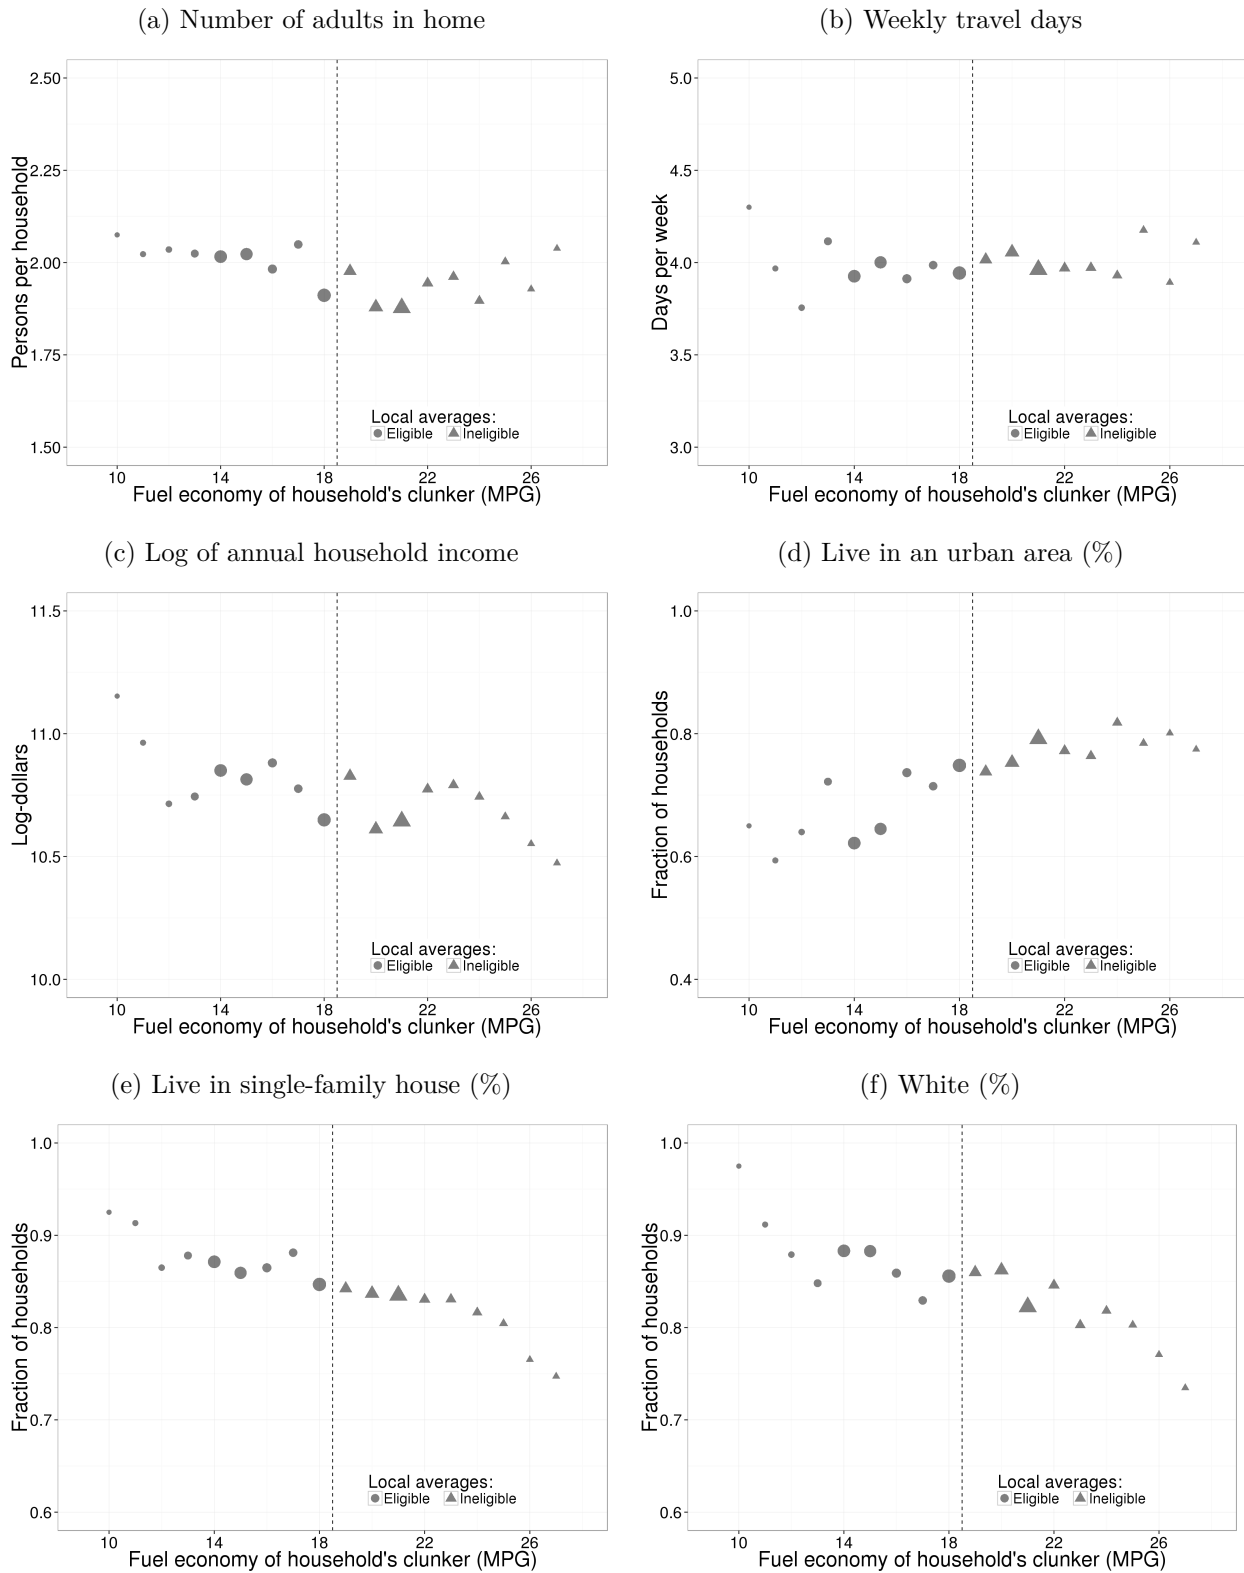 (a) Number of adults in home
2.50
2.25
2.00
1.75
1.50
Persons per household
Local averages:
Eligible Ineligible
10 14 18 22 26
Fuel economy of household's clunker (MPG)
(b) Weekly travel days
5.0
4.5
4.0
3.5
3.0
Days per week
Local averages:
Eligible Ineligible
10 14 18 22 26
Fuel economy of household's clunker (MPG)
(c) Log of annual household income
11.5
11.0
10.5
10.0
Log-dollars
Local averages:
Eligible Ineligible
10 14 18 22 26
Fuel economy of household's clunker (MPG)
(d) Live in an urban area (%)
1.0
0.8
0.6
0.4
Fraction of households
Local averages:
Eligible Ineligible
10 14 18 22 26
Fuel economy of household's clunker (MPG)
(e) Live in single-family house (%)
1.0
0.9
0.8
0.7
0.6
Fraction of households
Local averages:
Eligible Ineligible
10 14 18 22 26
Fuel economy of household's clunker (MPG)
(f) White (%)
1.0
0.9
0.8
0.7
0.6
Fraction of households
Local averages:
Eligible Ineligible
10 14 18 22 26
Fuel economy of household's clunker (MPG)